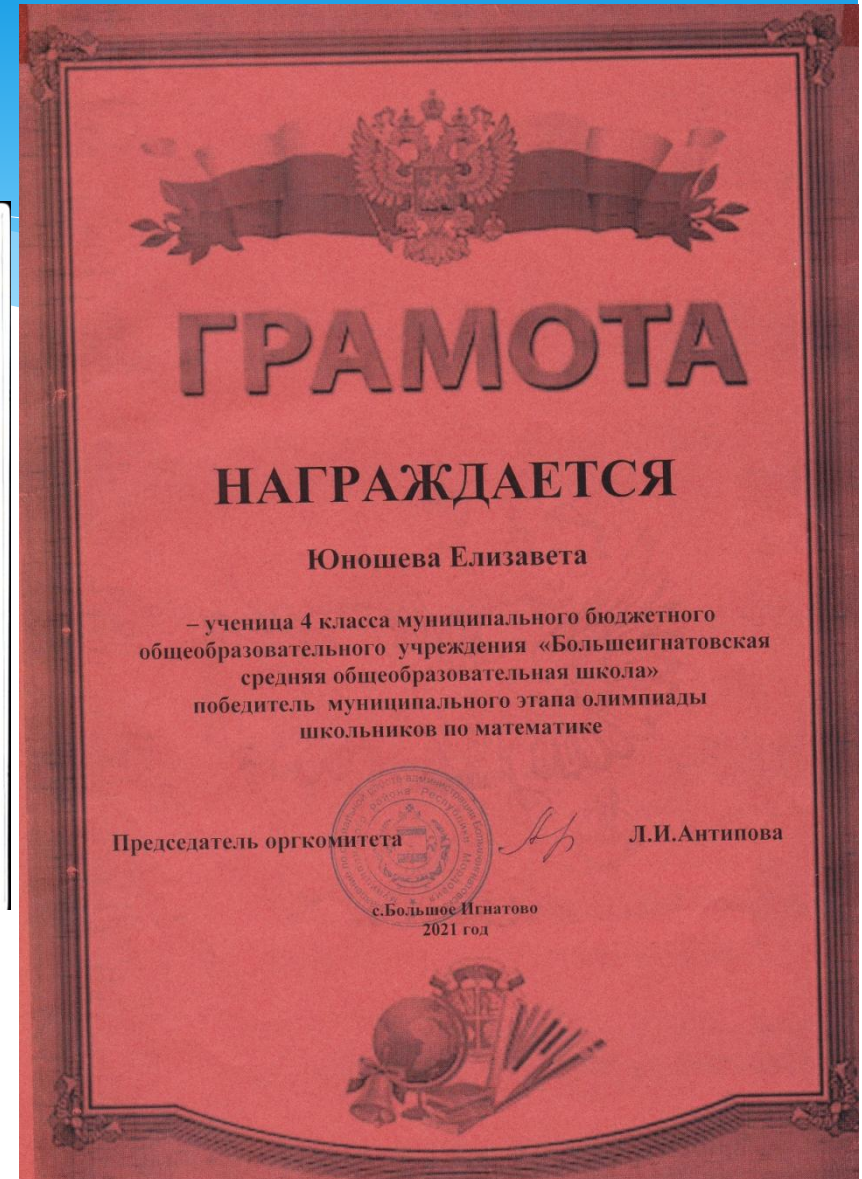 ГРАМОТА
НАГРАЖДАЕТСЯ
Юношева Елизавета
– ученица 4 класса муниципального бюджетного
общеобразовательного учреждения «Большеигнатовская
средняя общеобразовательная школа»
победитель муниципального этапа олимпиады
школьников по математике
Председатель оргкомитета Л.И.Антипова
с.Большое Игнатово
2021 год